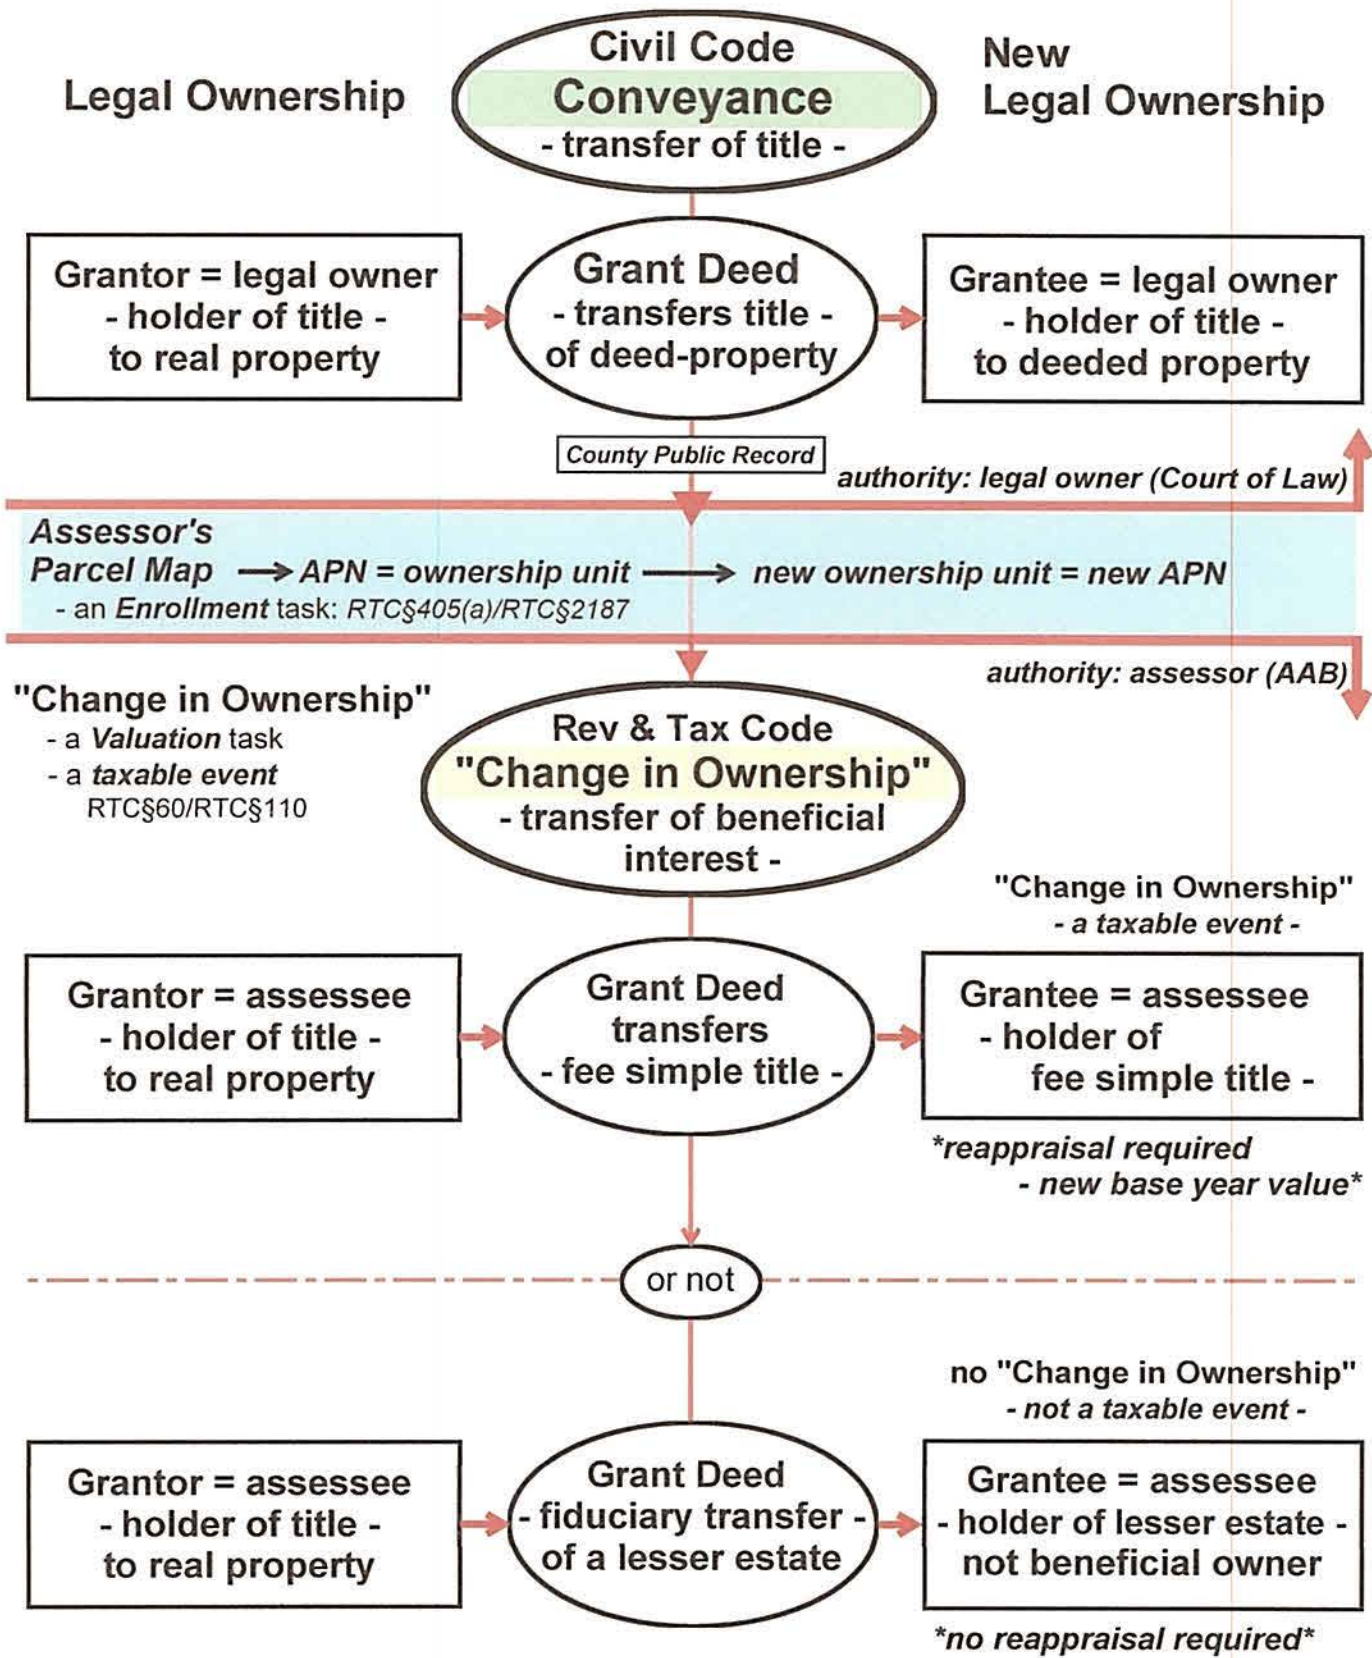 Legal Ownership
Civil Code
Conveyance
- transfer of title -
New
Legal Ownership
Grantor = legal owner
- holder of title -
to real property
Grant Deed
- transfers title -
of deed-property
Grantee = legal owner
- holder of title -
to deeded property
County Public Record
authority: legal owner (Court of Law)
Assessor's
Parcel Map → APN = ownership unit → new ownership unit = new APN
- an Enrollment task: RTC§405(a)/RTC§2187
authority: assessor (AAB)
"Change in Ownership"
- a Valuation task
- a taxable event
RTC§60/RTC§110
Rev & Tax Code
"Change in Ownership"
- transfer of beneficial
interest -
"Change in Ownership"
- a taxable event -
Grantor = assessee
- holder of title -
to real property
Grant Deed
transfers
- fee simple title -
Grantee = assessee
- holder of
fee simple title -
*reappraisal required
- new base year value*
or not
no "Change in Ownership"
- not a taxable event -
Grantor = assessee
- holder of title -
to real property
Grant Deed
- fiduciary transfer -
of a lesser estate
Grantee = assessee
- holder of lesser estate -
not beneficial owner
*no reappraisal required*